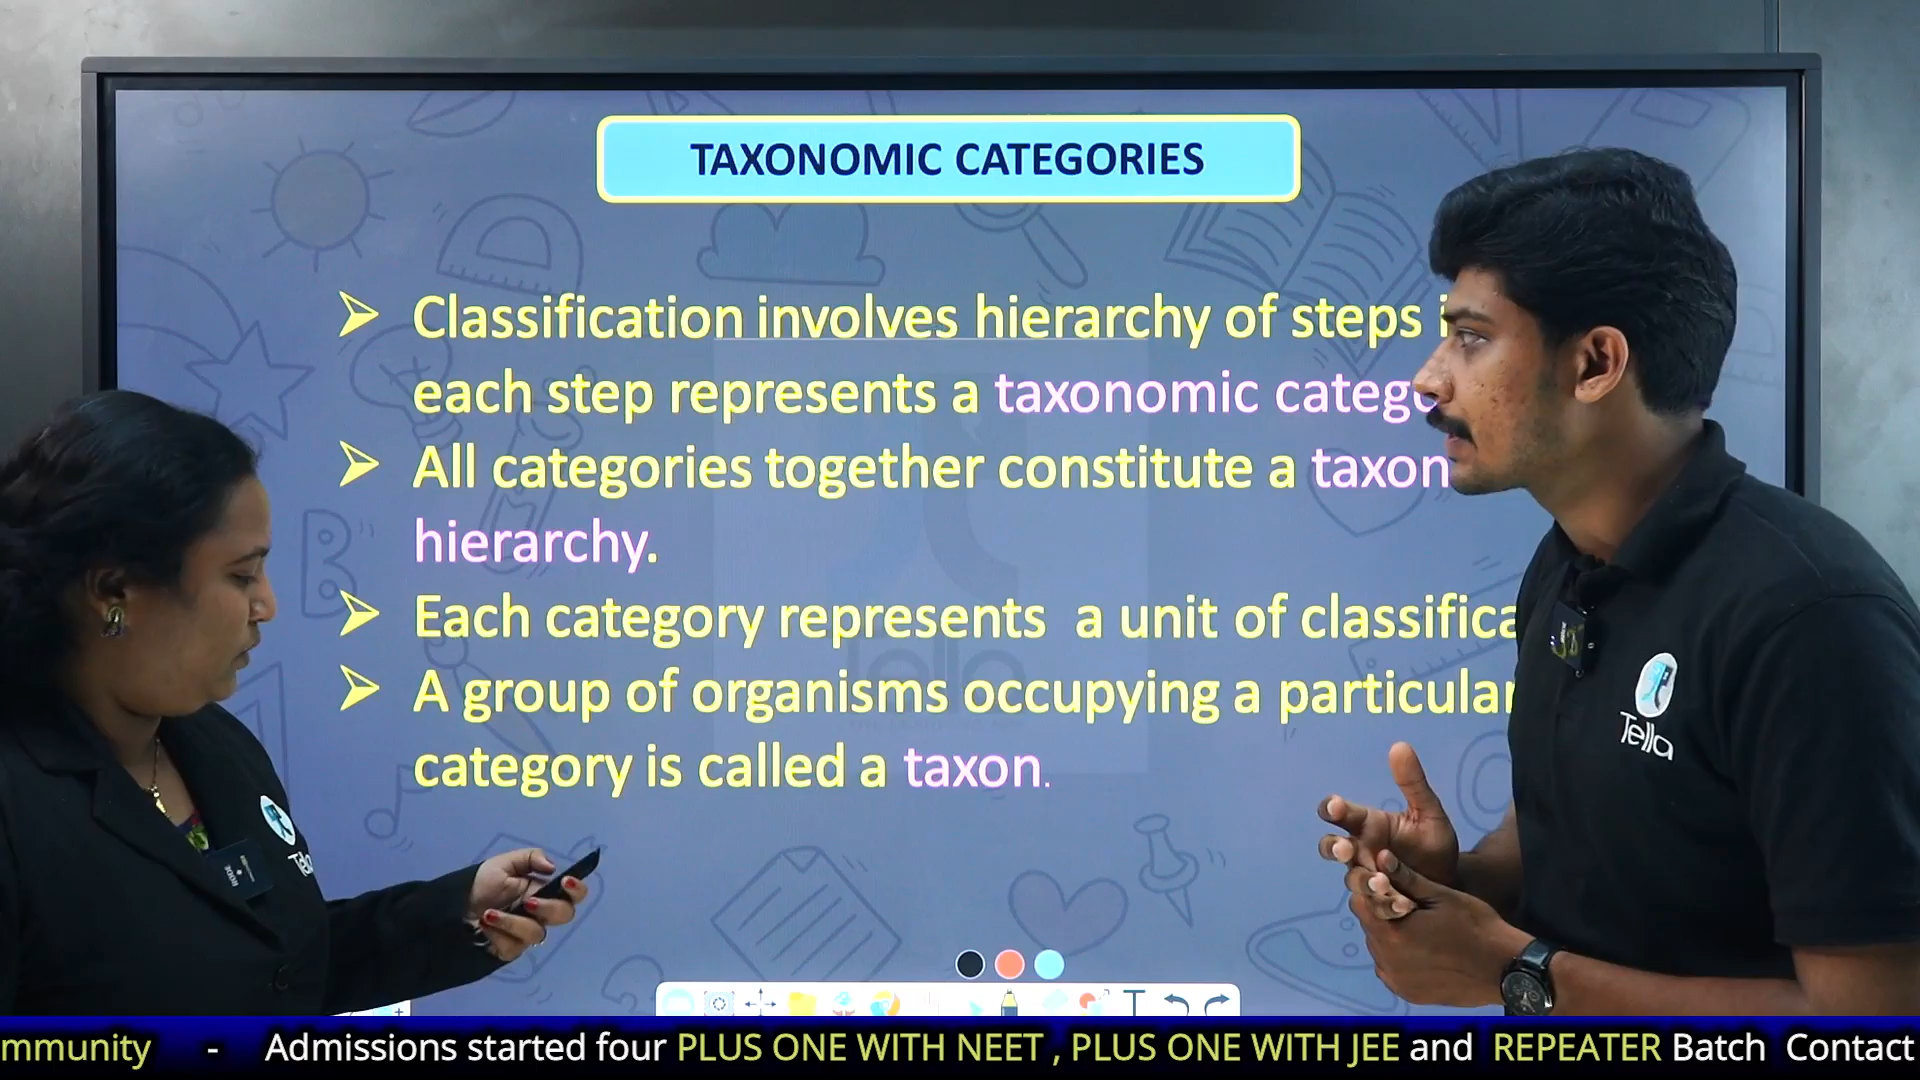 TAXONOMIC CATEGORIES
Classification involves hierarchy of steps
each step represents a taxonomic
All categories together constitute a
hierarchy.
Each category represents a unit of
A group of organisms occupying a particular
category is called a taxon.
Tella
RODE
mmunity - Admissions started four PLUS ONE WITH NEET , PLUS ONE WITH JEE and REPEATER Batch Contact